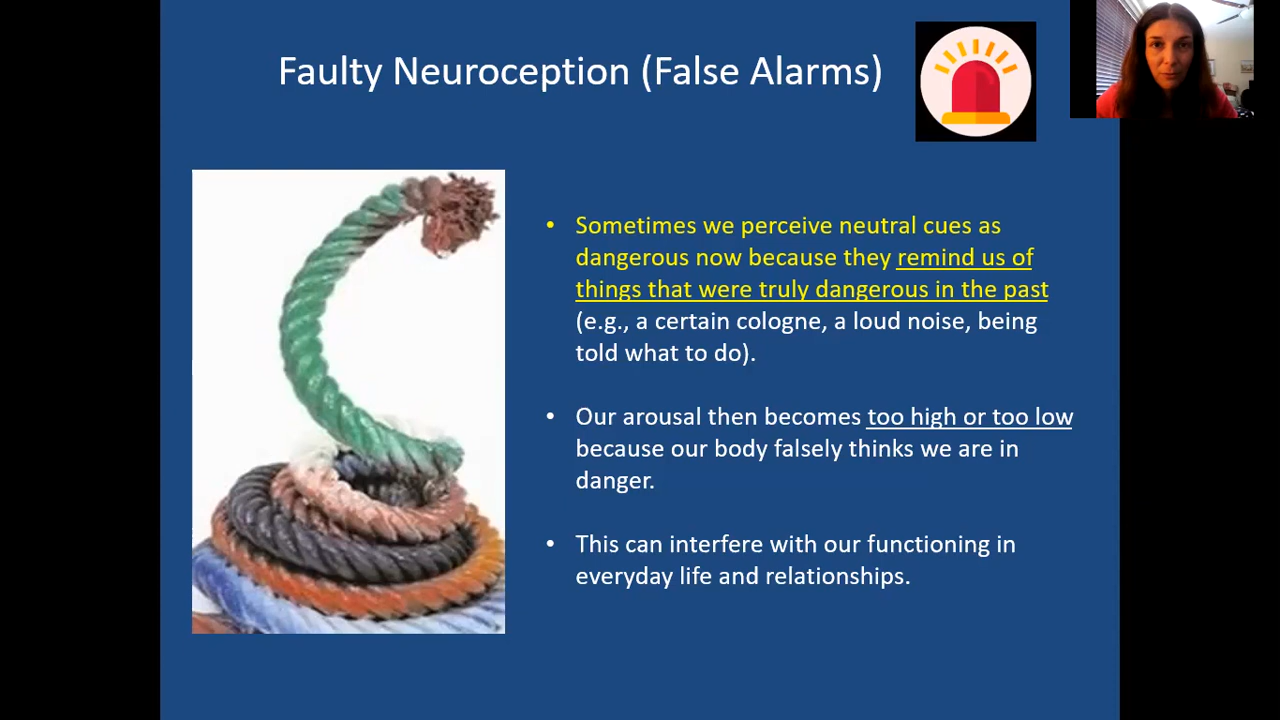 Faulty Neuroception (False Alarms)
• Sometimes we perceive neutral cues as
dangerous now because they remind us of
things that were truly dangerous in the past
(e.g., a certain cologne, a loud noise, being
told what to do).
• Our arousal then becomes too high or too low
because our body falsely thinks we are in
danger.
• This can interfere with our functioning in
everyday life and relationships.